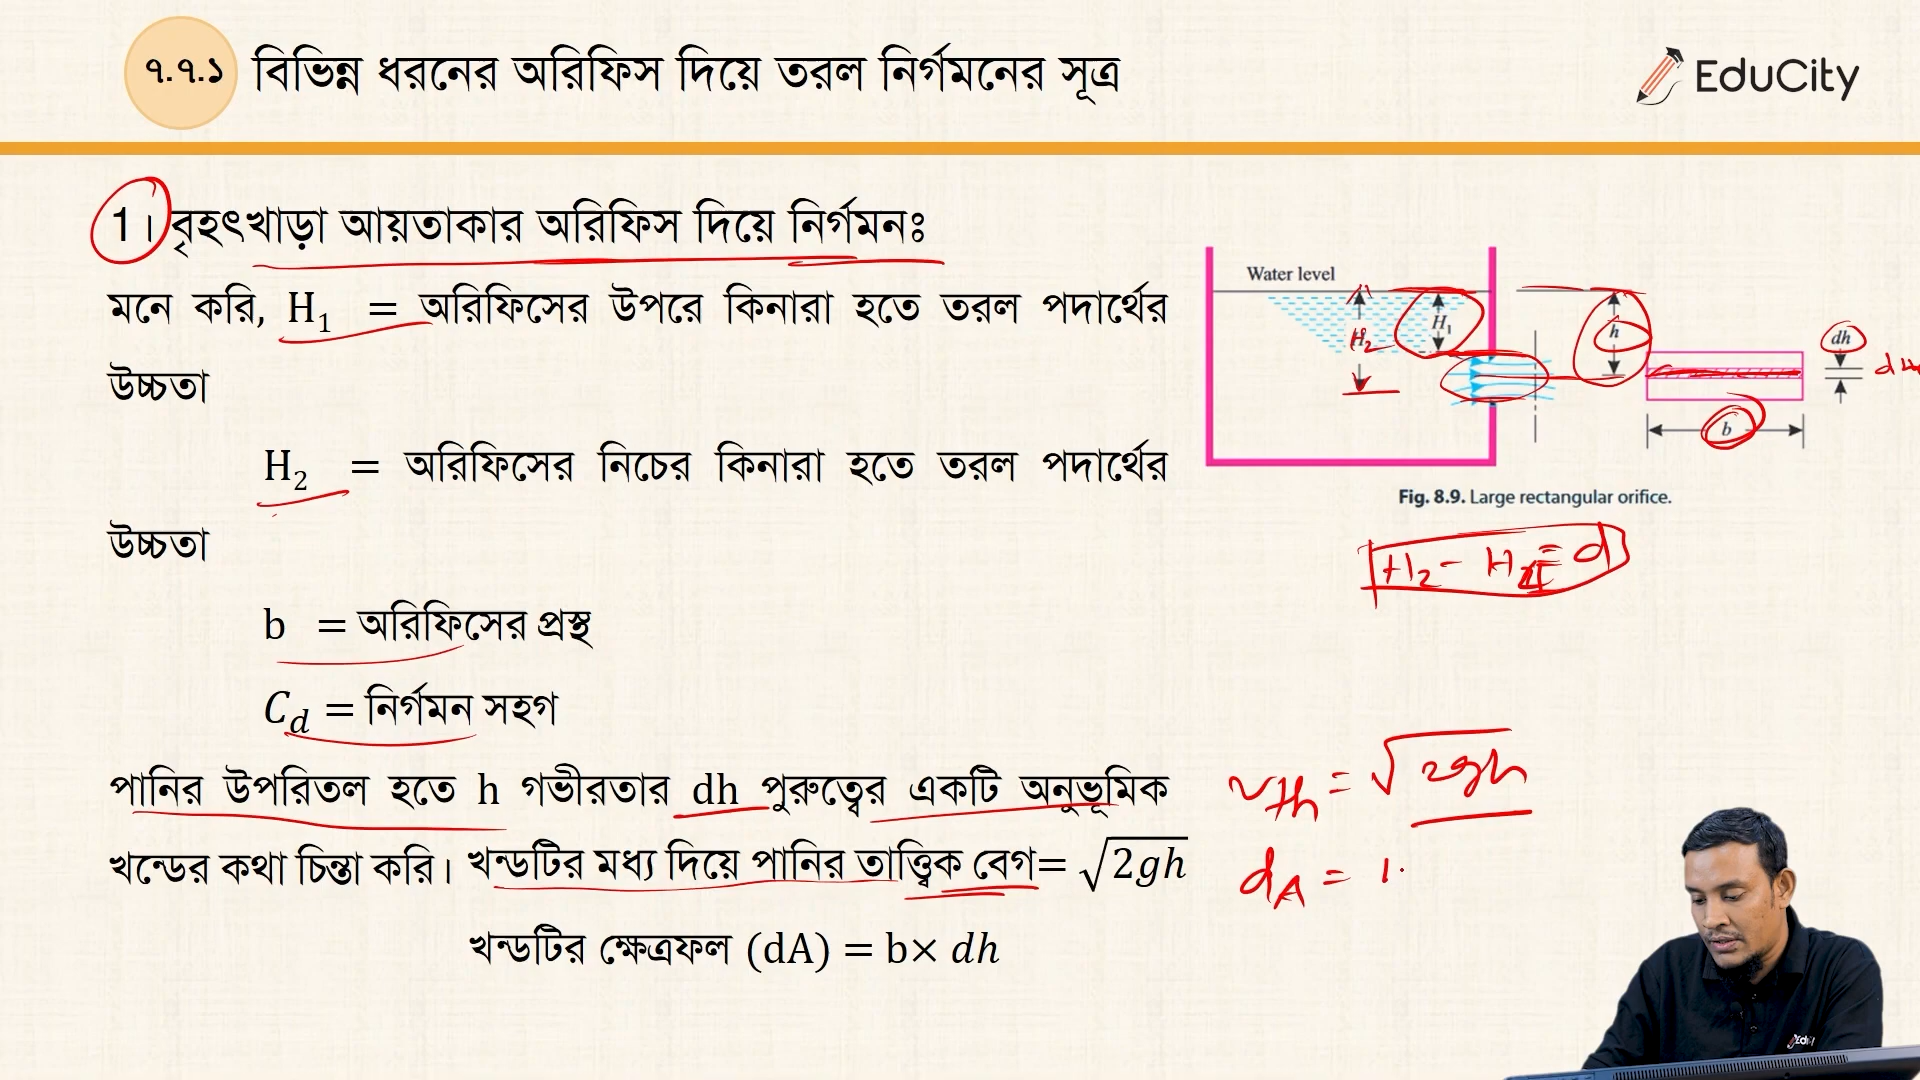 ৭.৭.১ বিভিন্ন ধরনের অরিফিস দিয়ে তরল নির্গমনের সূত্র
EduCity
1। বৃহৎখাড়া আয়তাকার অরিফিস দিয়ে নির্গমনঃ
মনে করি, H₁ = অরিফিসের উপরে কিনারা হতে তরল পদার্থের
উচ্চতা
H₂ = অরিফিসের নিচের কিনারা হতে তরল পদার্থের
উচ্চতা
b = অরিফিসের প্রস্থ
C_d = নির্গমন সহগ
পানির উপরিতল হতে h গভীরতার dh পুরুত্বের একটি অনুভূমিক
খন্ডের কথা চিন্তা করি। খন্ডটির মধ্য দিয়ে পানির তাত্ত্বিক বেগ= √2gh
খন্ডটির ক্ষেত্রফল (dA) = b× dh
Water level
H₁
H₂
h
dh
b
Fig. 8.9. Large rectangular orifice.
H₂ - H₁ = d
v_th = √2gh
d_A =